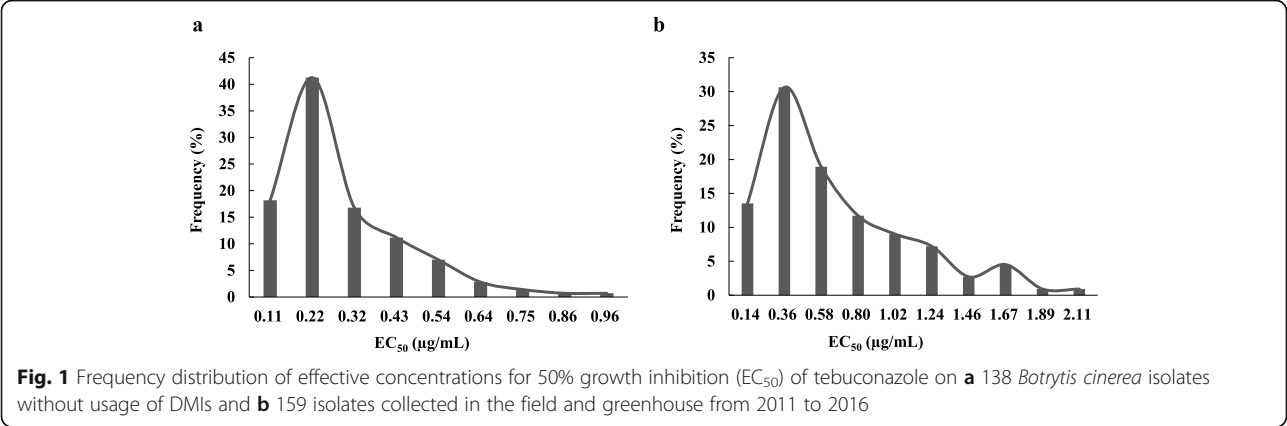 a
45
40
35
30
25
20
15
10
5
0
Frequency (%)
0.11 0.22 0.32 0.43 0.54 0.64 0.75 0.86 0.96
EC50 (µg/mL)
b
35
30
25
20
15
10
5
0
Frequency (%)
0.14 0.36 0.58 0.80 1.02 1.24 1.46 1.67 1.89 2.11
EC50 (µg/mL)
Fig. 1 Frequency distribution of effective concentrations for 50% growth inhibition (EC50) of tebuconazole on a 138 Botrytis cinerea isolates
without usage of DMIs and b 159 isolates collected in the field and greenhouse from 2011 to 2016